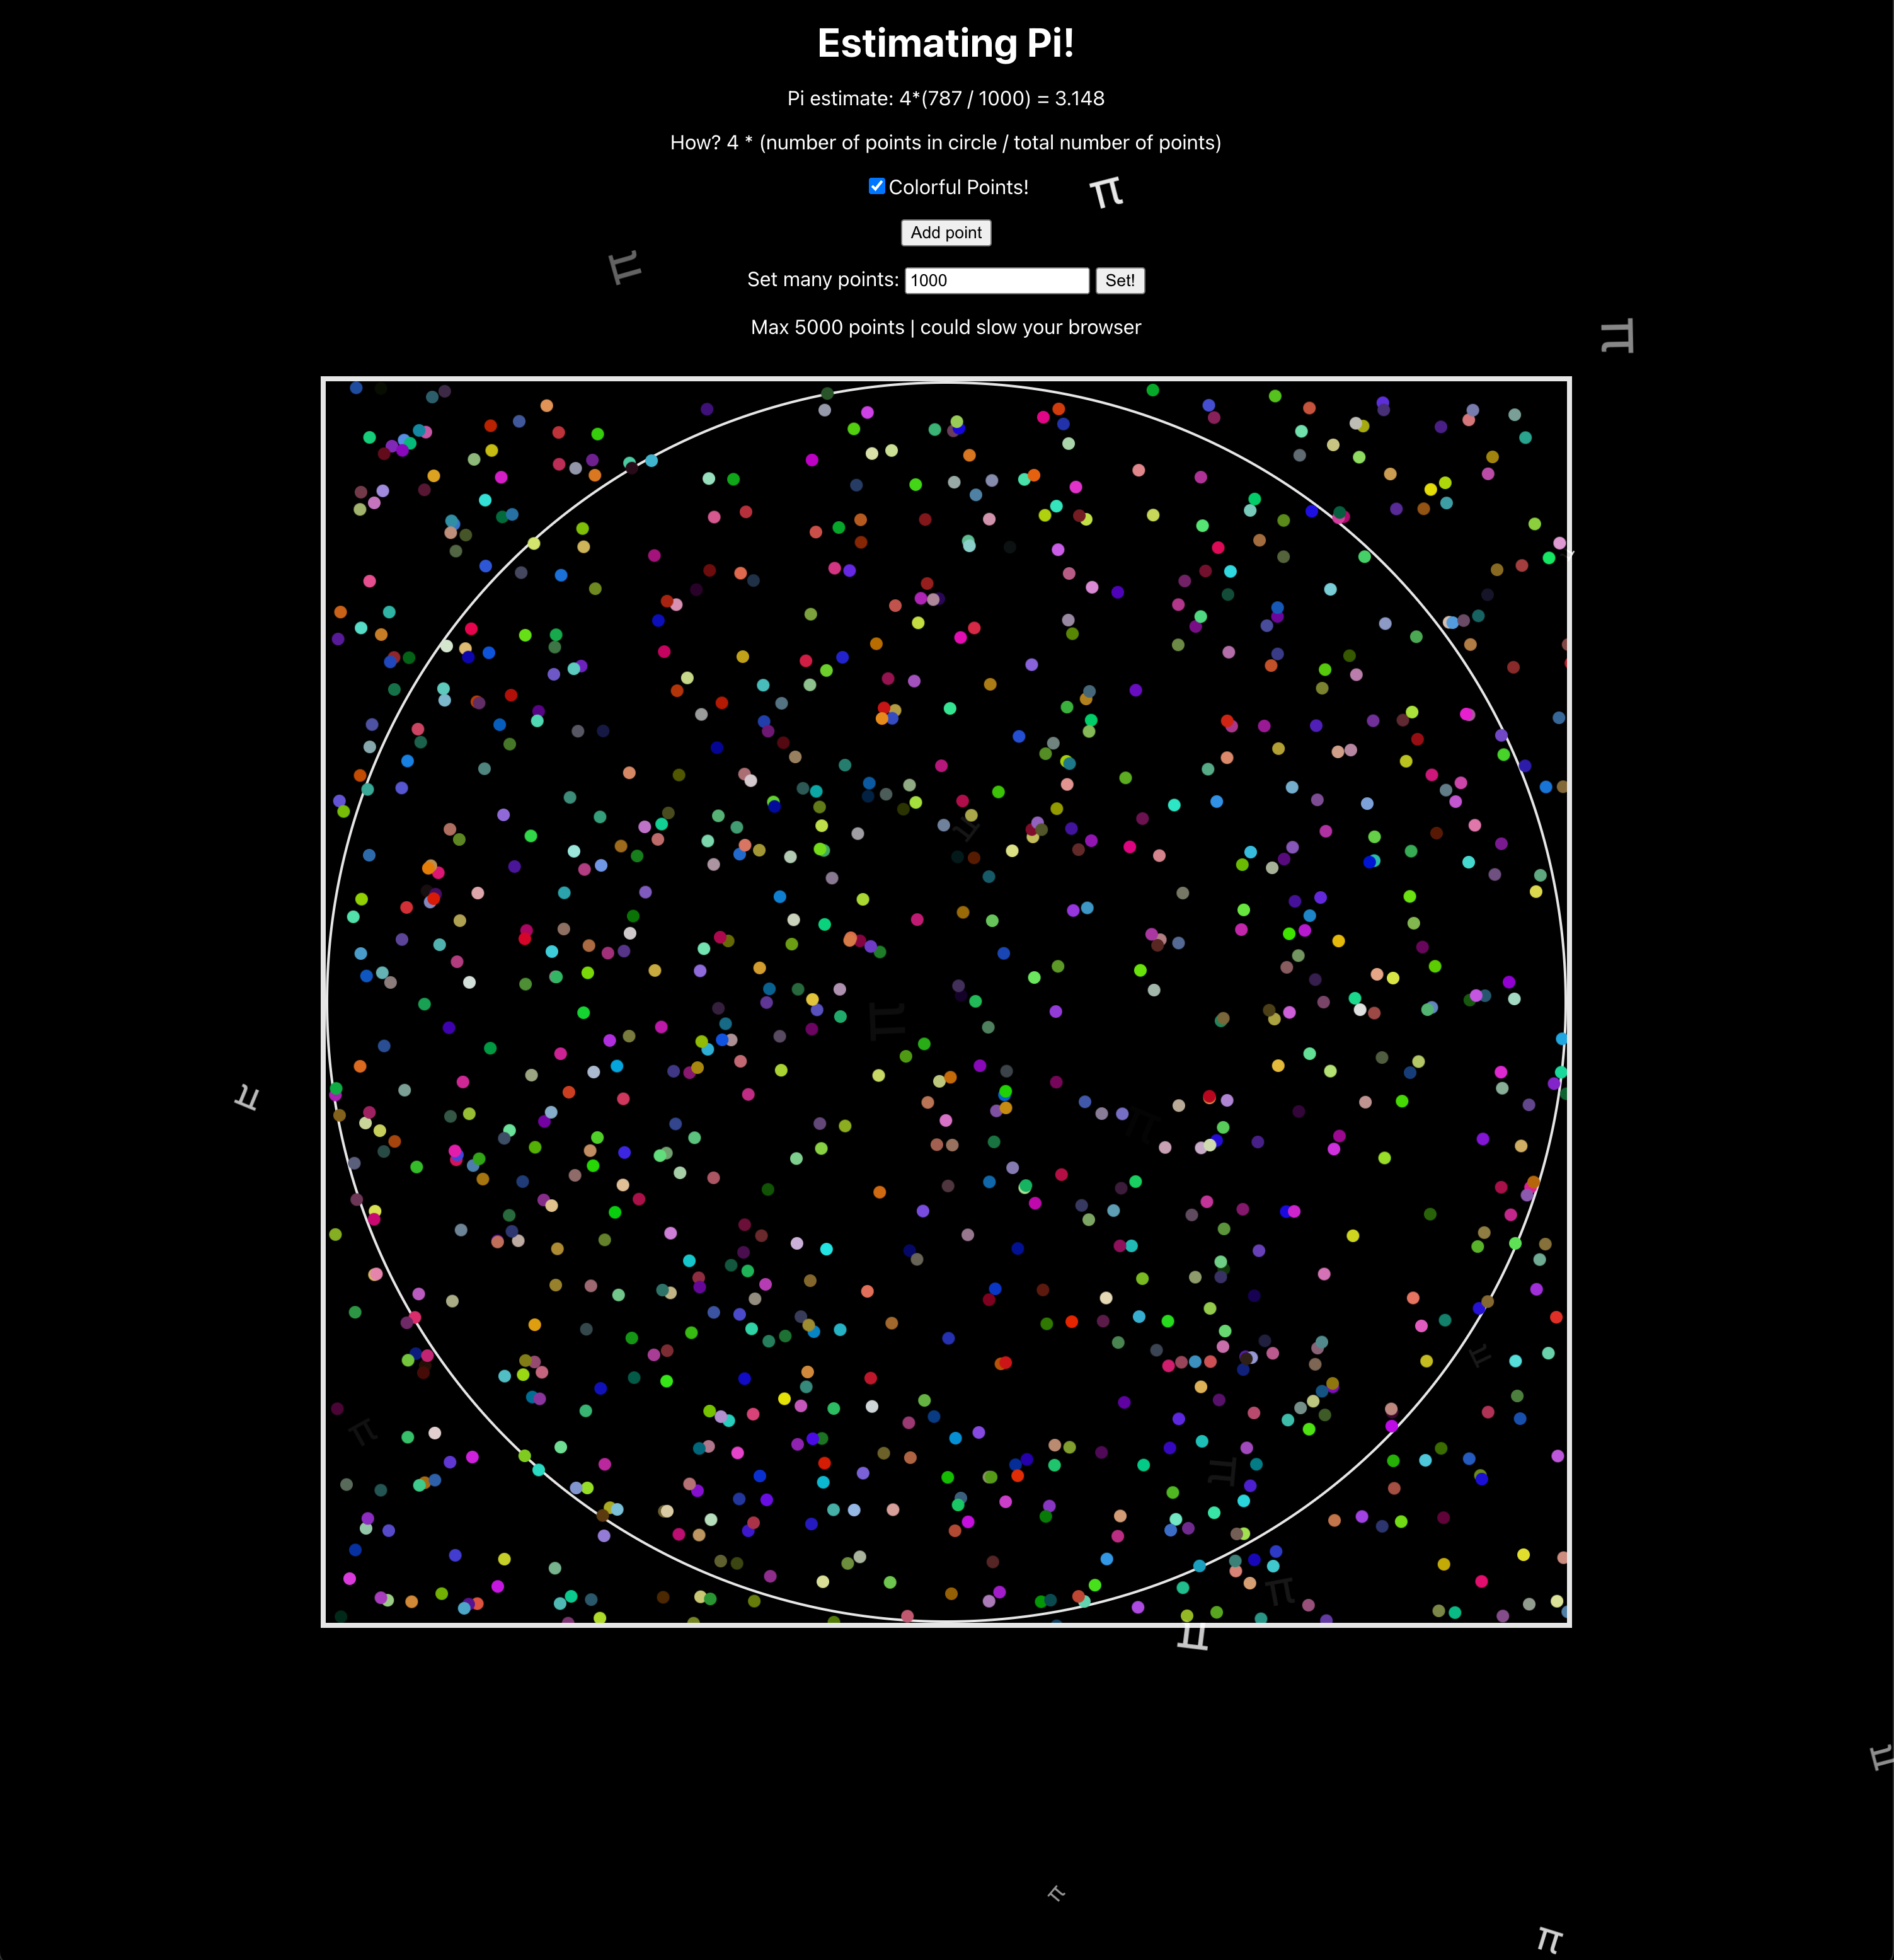 Estimating Pi!
Pi estimate: 4*(787 / 1000) = 3.148
How? 4 * (number of points in circle / total number of points)
Colorful Points!
π
Add point
π
Set many points: 1000 Set!
Max 5000 points | could slow your browser
π
π
π
π
π
π
π
π
π
π
π
π
π